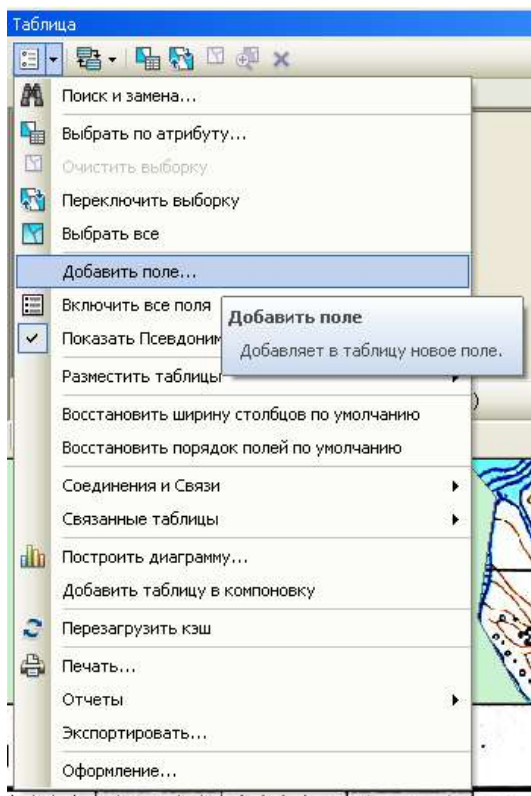 Таблица
Поиск и замена...
Выбрать по атрибуту...
Очистить выборку
Переключить выборку
Выбрать все
Добавить поле...
Включить все поля
Добавить поле
Показать Псевдоним
Добавляет в таблицу новое поле.
Разместить таблицы
Восстановить ширину столбцов по умолчанию
Восстановить порядок полей по умолчанию
Соединения и Связи
Связанные таблицы
Построить диаграмму...
Добавить таблицу в компоновку
Перезагрузить кэш
Печать...
Отчеты
Экспортировать...
Оформление...